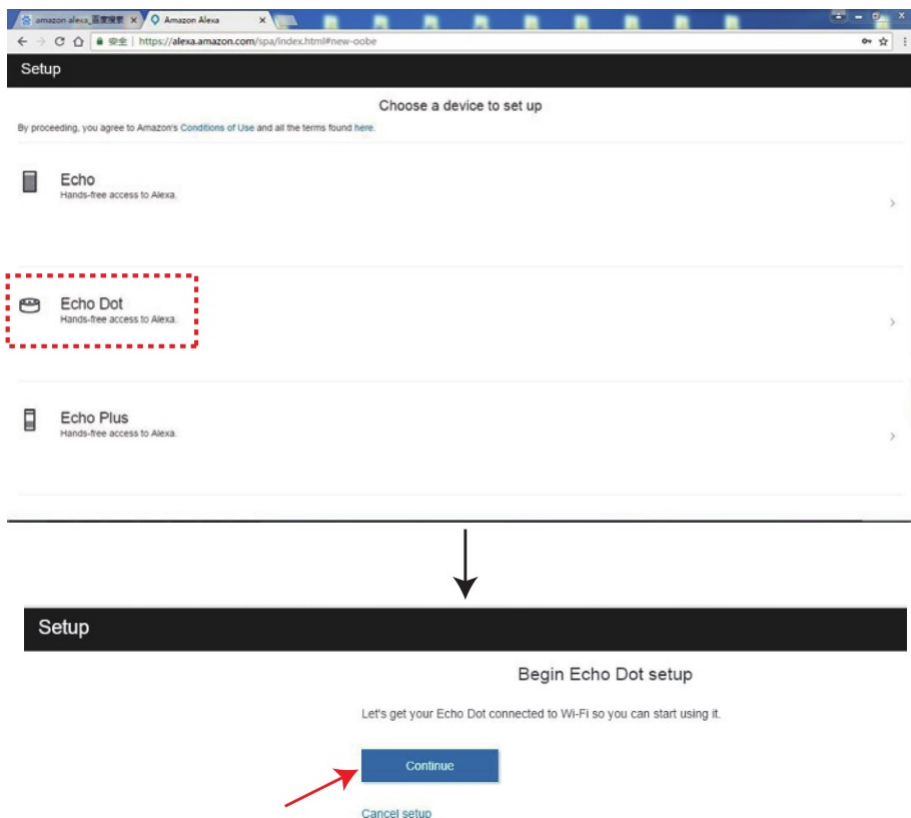 amazon alexa_百度搜索
Amazon Alexa
安全 | https://alexa.amazon.com/spa/index.html#new-oobe
Setup
Choose a device to set up
By proceeding, you agree to Amazon's Conditions of Use and all the terms found here.
Echo
Hands-free access to Alexa.
Echo Dot
Hands-free access to Alexa.
Echo Plus
Hands-free access to Alexa.
Setup
Begin Echo Dot setup
Let's get your Echo Dot connected to Wi-Fi so you can start using it.
Continue
Cancel setup